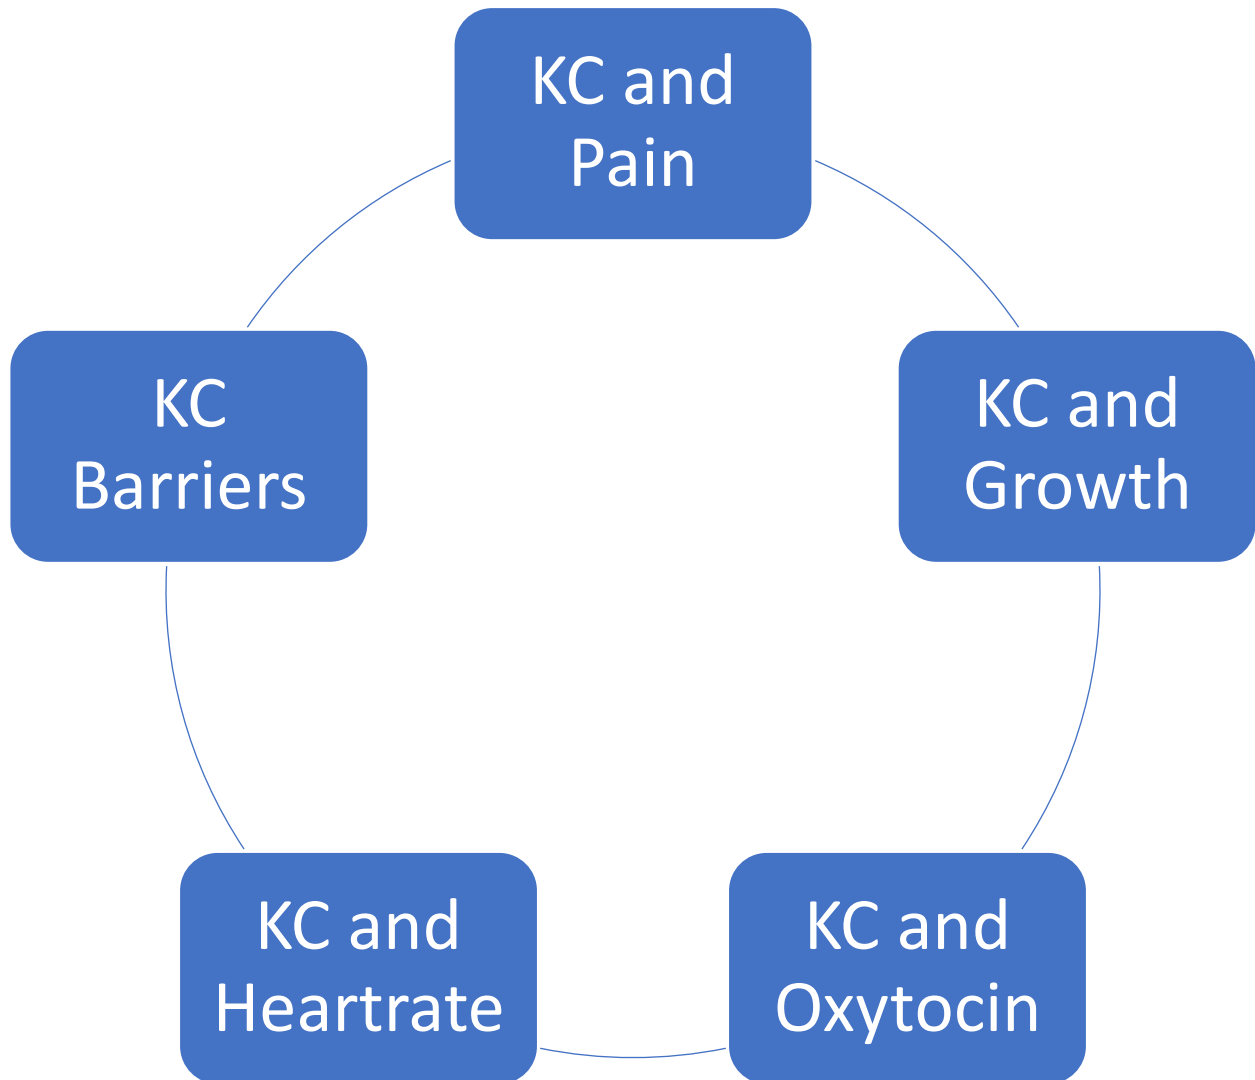 KC and
Pain
KC and
Growth
KC and
Oxytocin
KC and
Heartrate
KC
Barriers